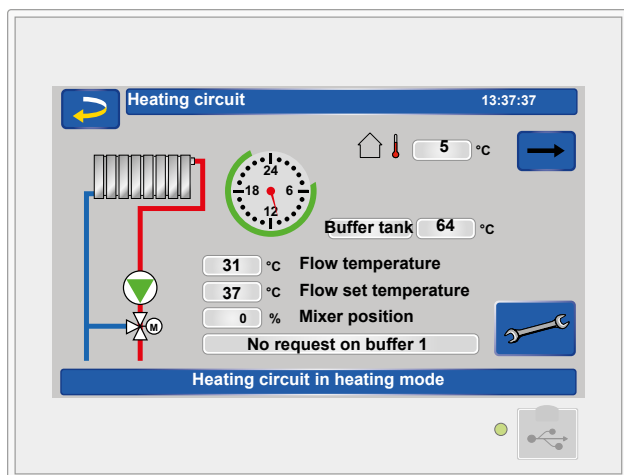 Heating circuit 13:37:37
5 °C
24
18 6
12
Buffer tank 64 °C
31 °C Flow temperature
37 °C Flow set temperature
0 % Mixer position
M
No request on buffer 1
Heating circuit in heating mode